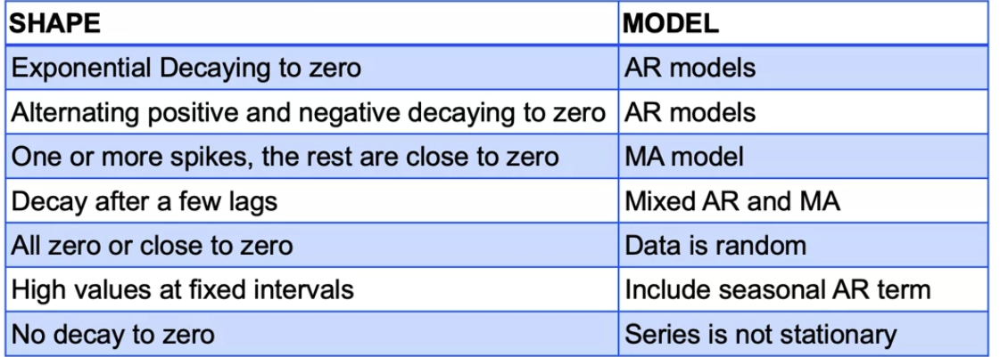 SHAPE MODEL
Exponential Decaying to zero AR models
Alternating positive and negative decaying to zero AR models
One or more spikes, the rest are close to zero MA model
Decay after a few lags Mixed AR and MA
All zero or close to zero Data is random
High values at fixed intervals Include seasonal AR term
No decay to zero Series is not stationary